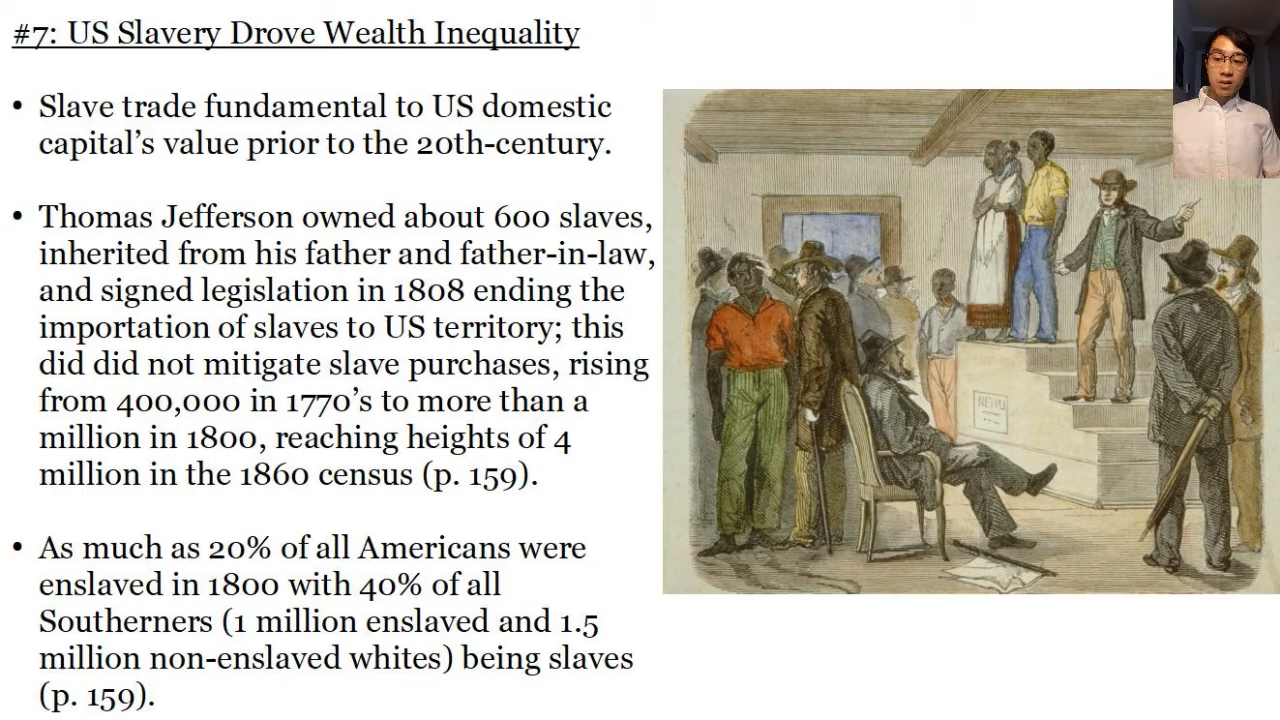 #7: US Slavery Drove Wealth Inequality
• Slave trade fundamental to US domestic
capital's value prior to the 20th-century.
• Thomas Jefferson owned about 600 slaves,
inherited from his father and father-in-law,
and signed legislation in 1808 ending the
importation of slaves to US territory; this
did did not mitigate slave purchases, rising
from 400,000 in 1770's to more than a
million in 1800, reaching heights of 4
million in the 1860 census (p. 159).
• As much as 20% of all Americans were
enslaved in 1800 with 40% of all
Southerners (1 million enslaved and 1.5
million non-enslaved whites) being slaves
(p. 159).